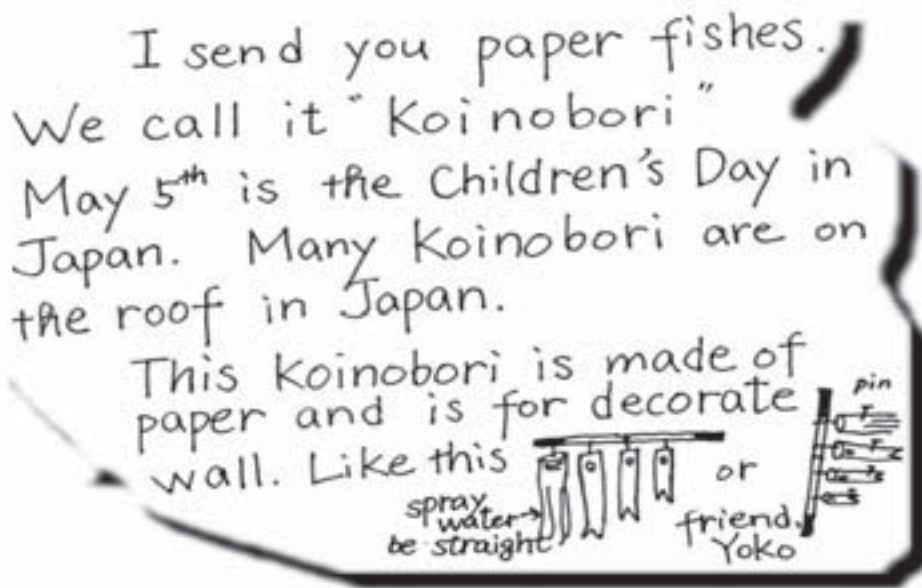 I send you paper fishes.
We call it "Koinobori"
May 5th is the Children's Day in
Japan. Many Koinobori are on
the roof in Japan.
This Koinobori is made of
paper and is for decorate
wall. Like this
or
pin
spray
water→
be straight
friend,
Yoko